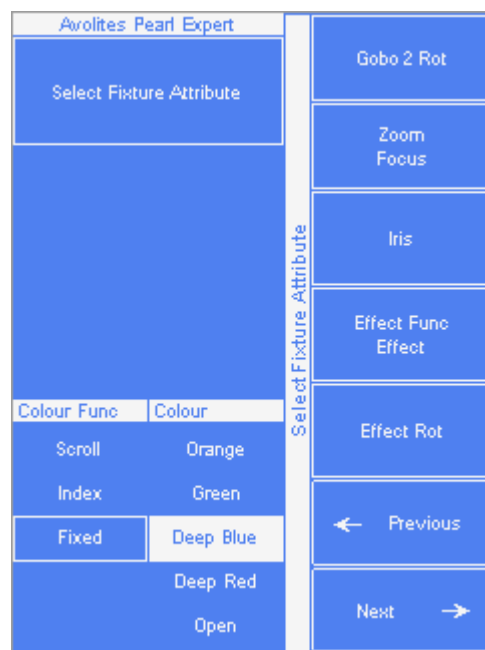 Avolites Pearl Expert
Select Fixture Attribute
Colour Func
Colour
Scroll
Orange
Index
Green
Fixed
Deep Blue
Deep Red
Open
Select Fixture Attribute
Gobo 2 Rot
Zoom
Focus
Iris
Effect Func
Effect
Effect Rot
← Previous
Next →